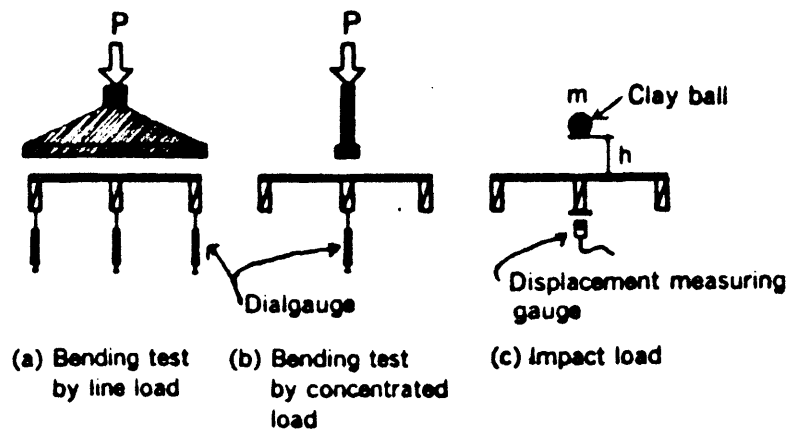 P
P
m
Clay ball
h
Dialgauge
Displacement measuring
gauge
(a) Bending test
by line load
(b) Bending test
by concentrated
load
(c) Impact load